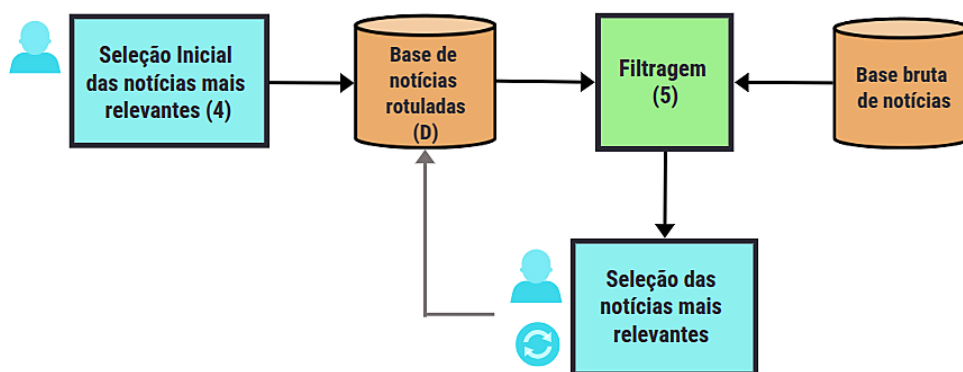 Seleção Inicial
das notícias mais
relevantes (4)
Base de
notícias
rotuladas
(D)
Filtragem
(5)
Base bruta
de notícias
Seleção das
notícias mais
relevantes